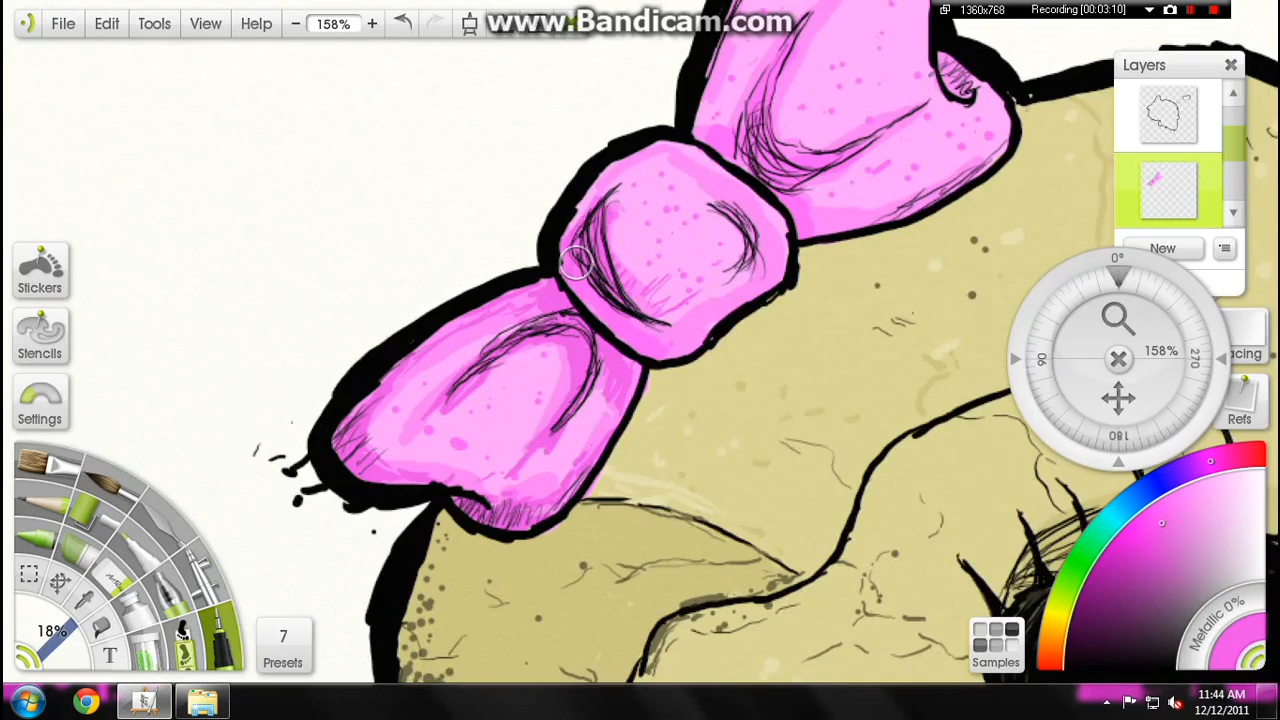 File Edit Tools View Help 158% www.Bandicam.com 1360x768 Recording [00:03:10]
Layers
New
0°
158%
90
270
180
Stickers
Stencils
Settings
acing
Refs
Metallic 0%
18%
T
7
Presets
Samples
11:44 AM
12/12/2011